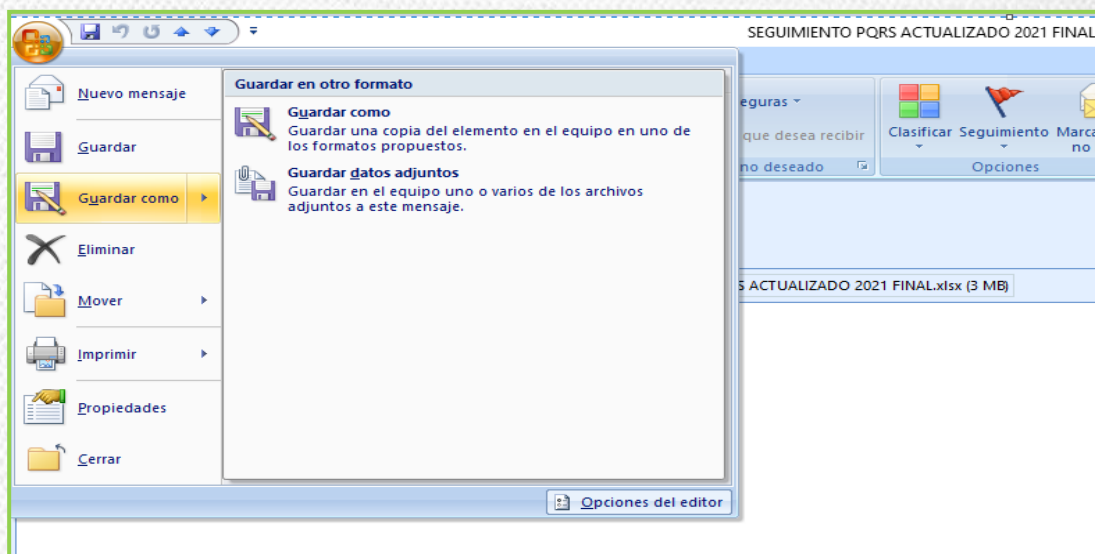 SEGUIMIENTO PQRS ACTUALIZADO 2021 FINAL
Nuevo mensaje
Guardar
Guardar como
Eliminar
Mover
Imprimir
Propiedades
Cerrar
Guardar en otro formato
Guardar como
Guardar una copia del elemento en el equipo en uno de
los formatos propuestos.
Guardar datos adjuntos
Guardar en el equipo uno o varios de los archivos
adjuntos a este mensaje.
Opciones del editor
eguras
que desea recibir
no deseado
Clasificar
Seguimiento
Marca
no
Opciones
S ACTUALIZADO 2021 FINAL.xlsx (3 MB)